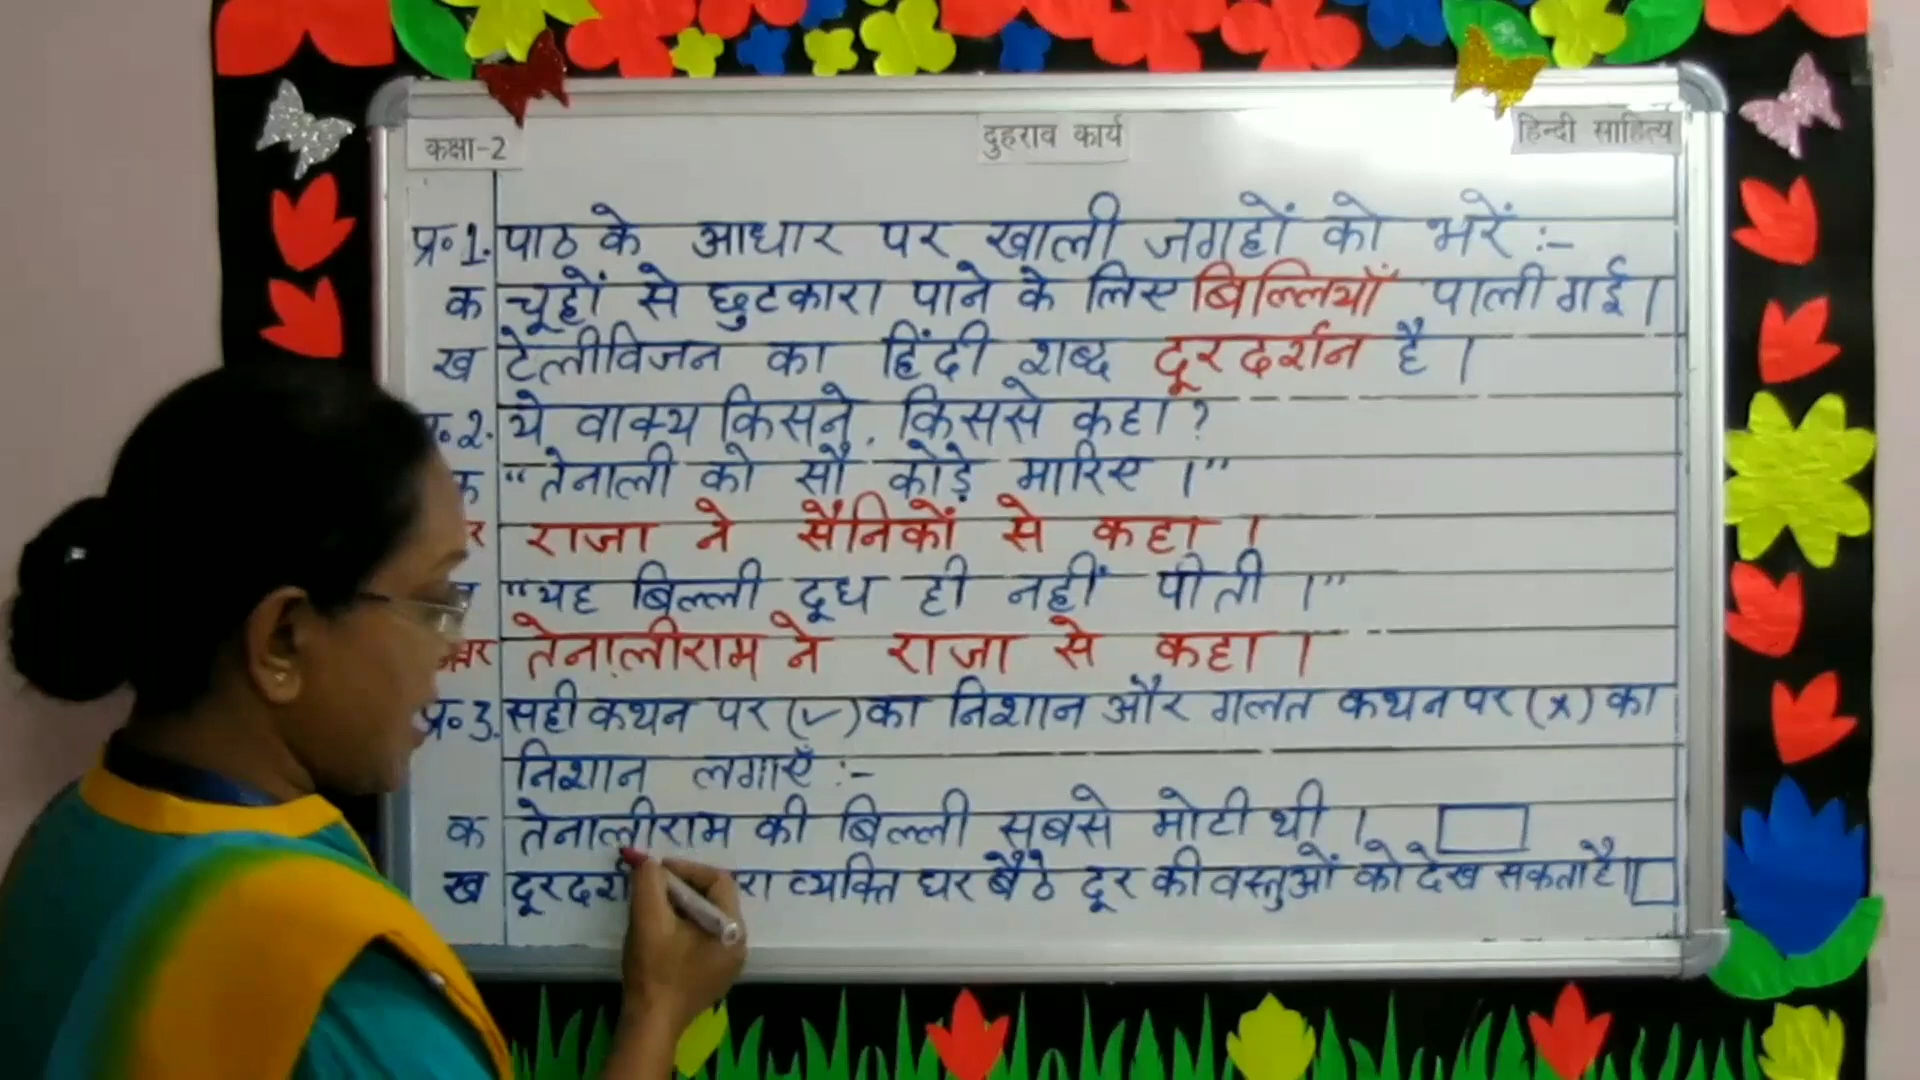 कक्षा-2
दुहराव कार्य
हिन्दी साहित्य
प्र॰1. पाठ के आधार पर खाली जगहों को भरें :-
क चूहों से छुटकारा पाने के लिए बिल्लियाँ पाली गई।
ख टेलीविजन का हिंदी शब्द दूरदर्शन है।
2. ये वाक्य किसने, किससे कहा?
क "तेनाली को सौ कोड़े मारिए।"
राजा ने सैनिकों से कहा।
"यह बिल्ली दूध ही नहीं पीती।"
तेनालीराम ने राजा से कहा।
प्र॰3. सही कथन पर (✓) का निशान और गलत कथन पर (x) का
निशान लगाएँ :-
क तेनालीराम की बिल्ली सबसे मोटी थी।
ख व्यक्ति घर बैठे दूर की वस्तुओं को देख सकता है।